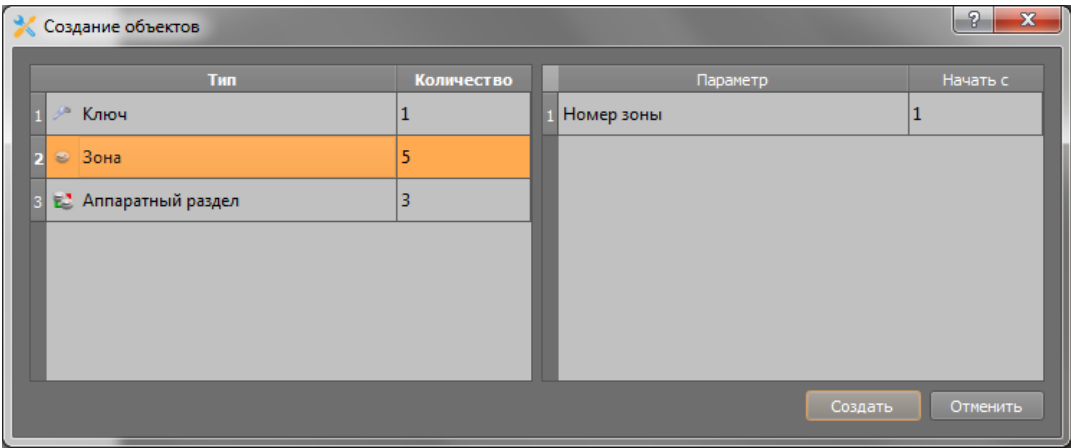 Создание объектов
?
Тип Количество Параметр Начать с
1 Ключ 1 1 Номер зоны 1
2 Зона 5
3 Аппаратный раздел 3
Создать Отменить